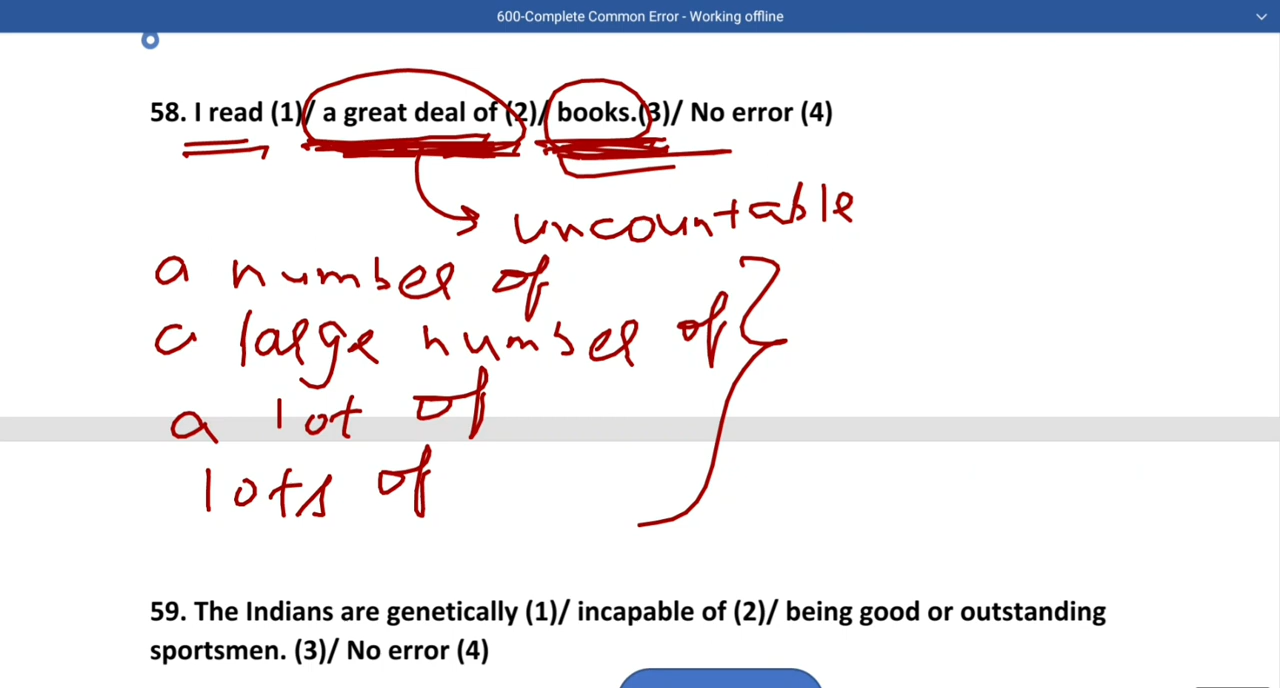 600-Complete Common Error - Working offline
58. I read (1)/ a great deal of (2)/ books.(3)/ No error (4)
uncountable
a number of
a large number of
a lot of
lots of
59. The Indians are genetically (1)/ incapable of (2)/ being good or outstanding
sportsmen. (3)/ No error (4)